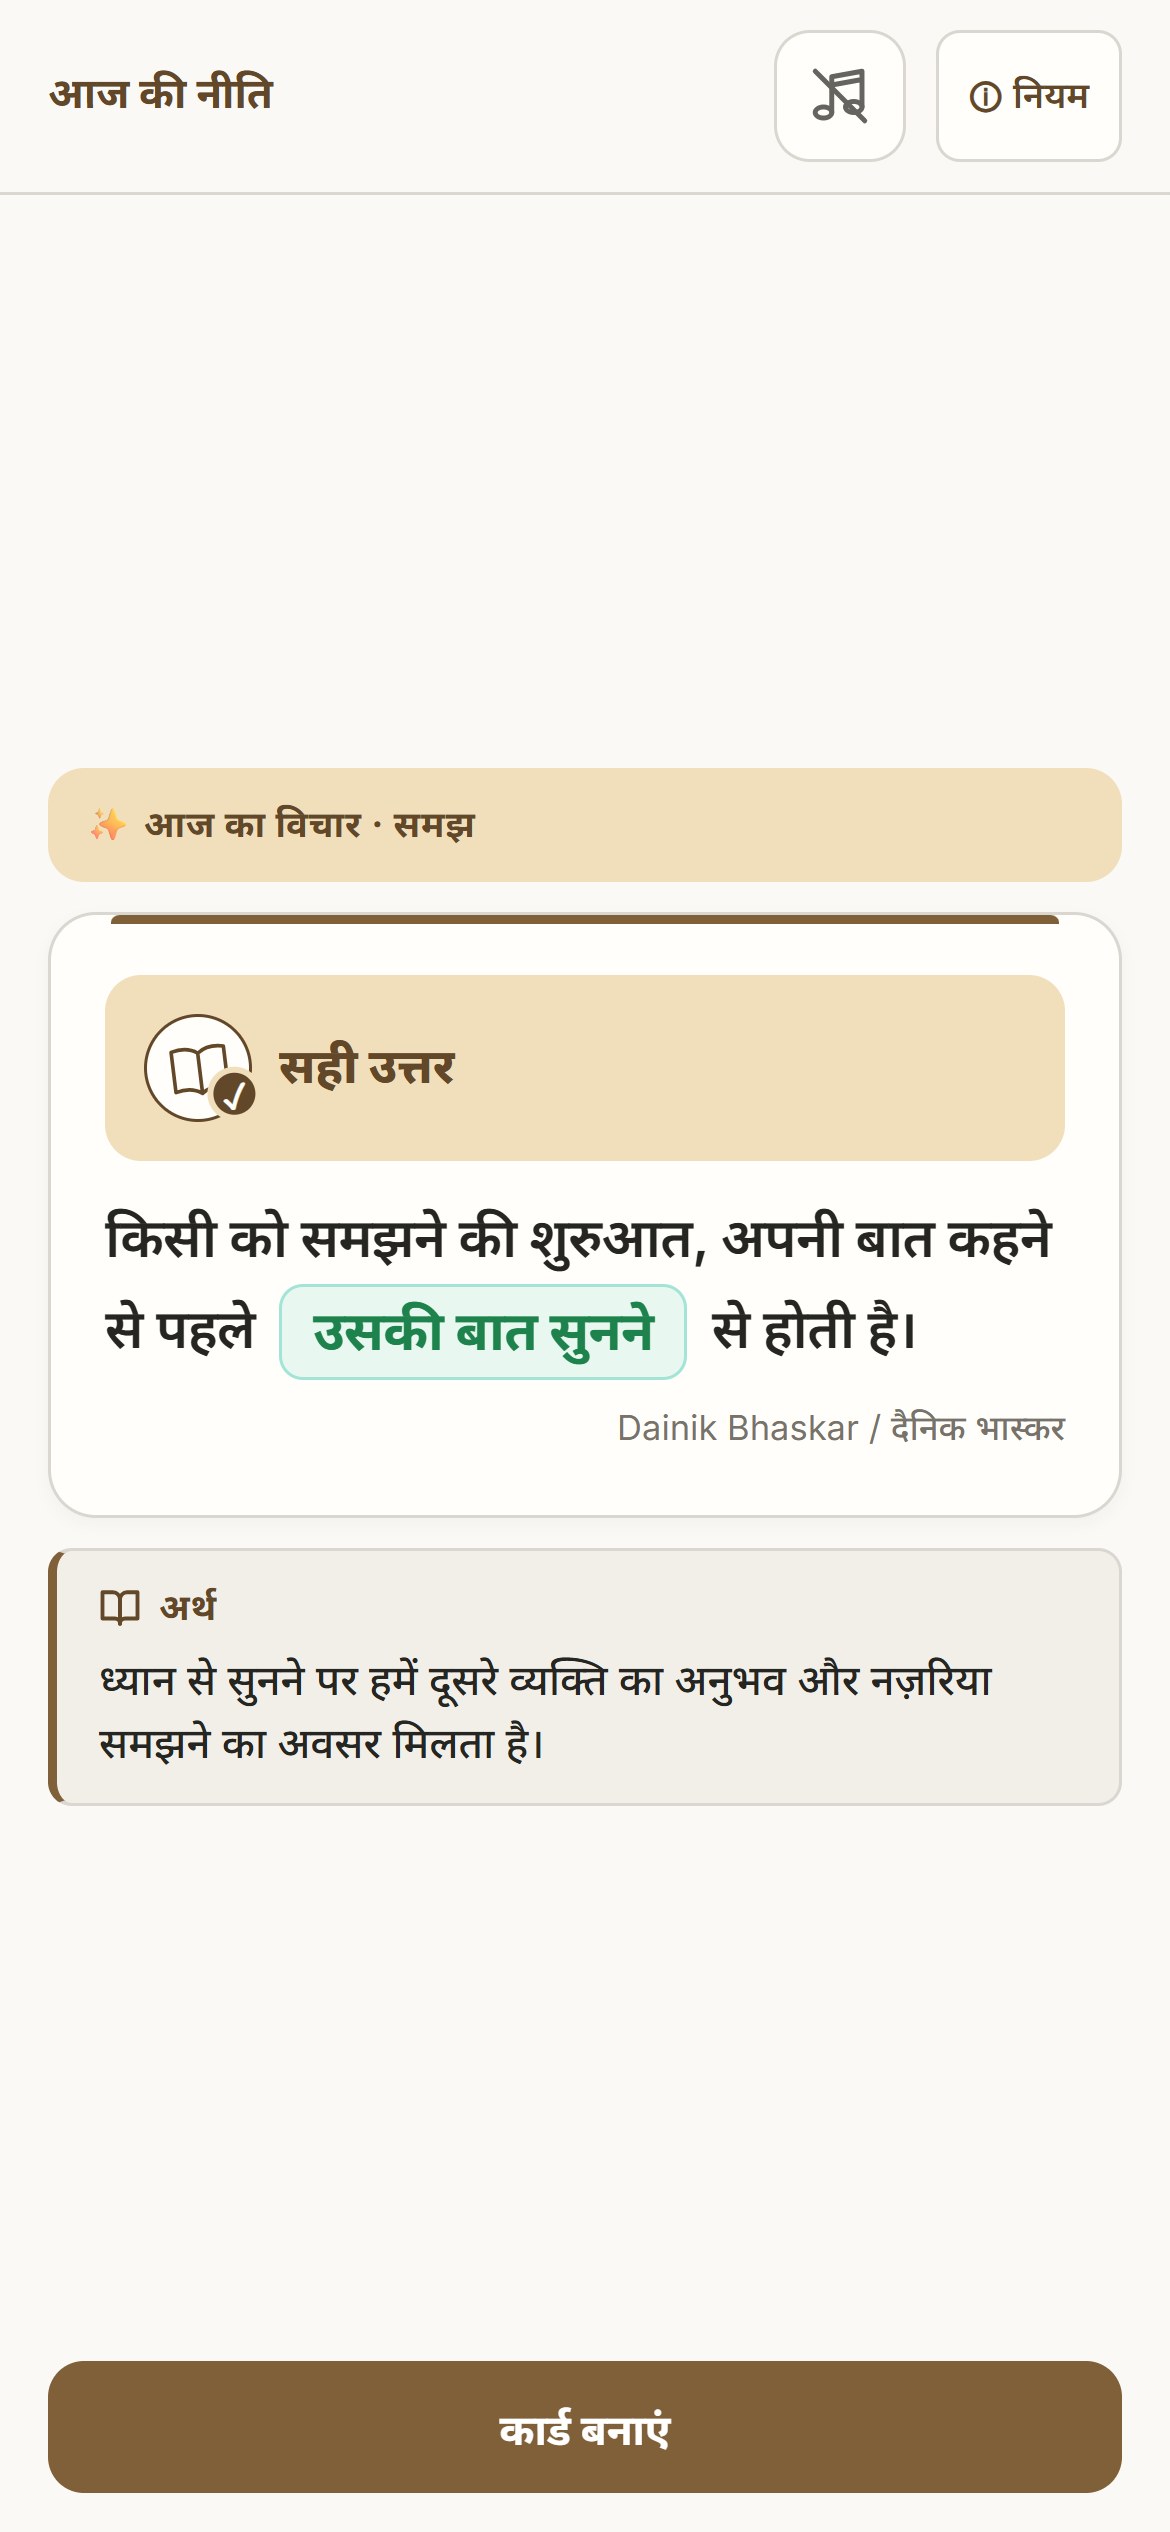 आज की नीति
नियम
आज का विचार · समझ
सही उत्तर
किसी को समझने की शुरुआत, अपनी बात कहने
से पहले उसकी बात सुनने से होती है।
Dainik Bhaskar / दैनिक भास्कर
अर्थ
ध्यान से सुनने पर हमें दूसरे व्यक्ति का अनुभव और नज़रिया
समझने का अवसर मिलता है।
कार्ड बनाएं